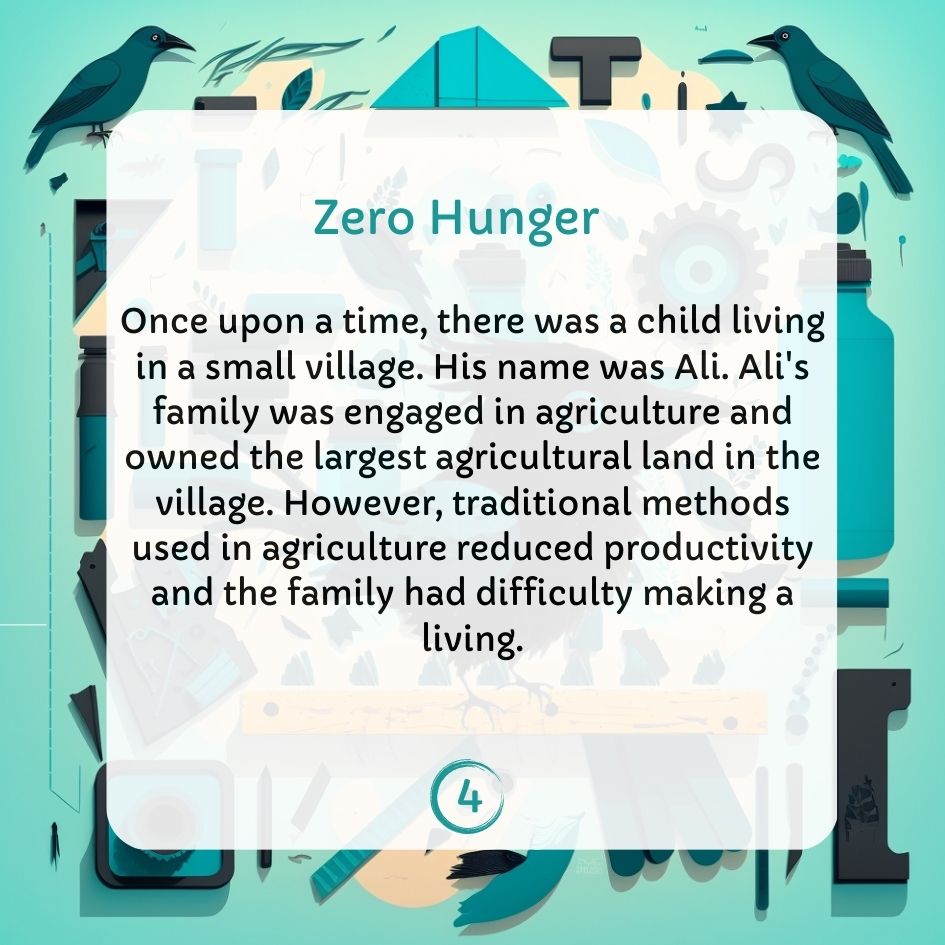 Zero Hunger
Once upon a time, there was a child living
in a small village. His name was Ali. Ali's
family was engaged in agriculture and
owned the largest agricultural land in the
village. However, traditional methods
used in agriculture reduced productivity
and the family had difficulty making a
living.
4